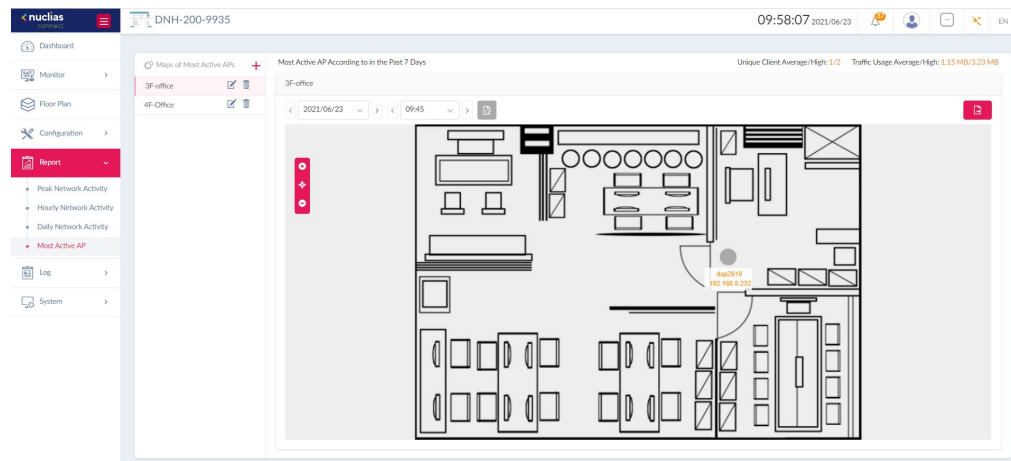 nuclias
connect
DNH-200-9935
09:58:07 2021/06/23
37
EN
Dashboard
Monitor
Floor Plan
Configuration
Report
Peak Network Activity
Hourly Network Activity
Daily Network Activity
Most Active AP
Log
System
Maps of Most Active APs
3F-office
4F-Office
Most Active AP According to in the Past 7 Days
Unique Client Average/High: 1/2 Traffic Usage Average/High: 1.15 MB/3.23 MB
3F-office
2021/06/23
09:45
dap2610
192.168.0.232